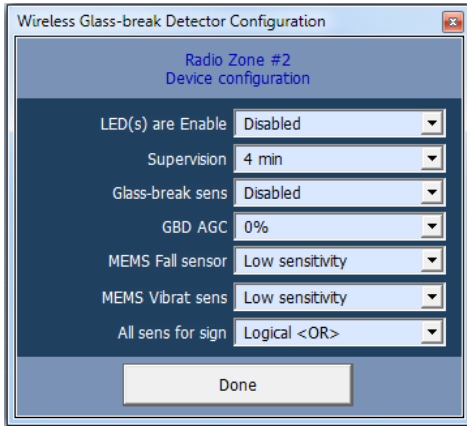 Wireless Glass-break Detector Configuration
Radio Zone #2
Device configuration
LED(s) are Enable Disabled
Supervision 4 min
Glass-break sens Disabled
GBD AGC 0%
MEMS Fall sensor Low sensitivity
MEMS Vibrat sens Low sensitivity
All sens for sign Logical <OR>
Done